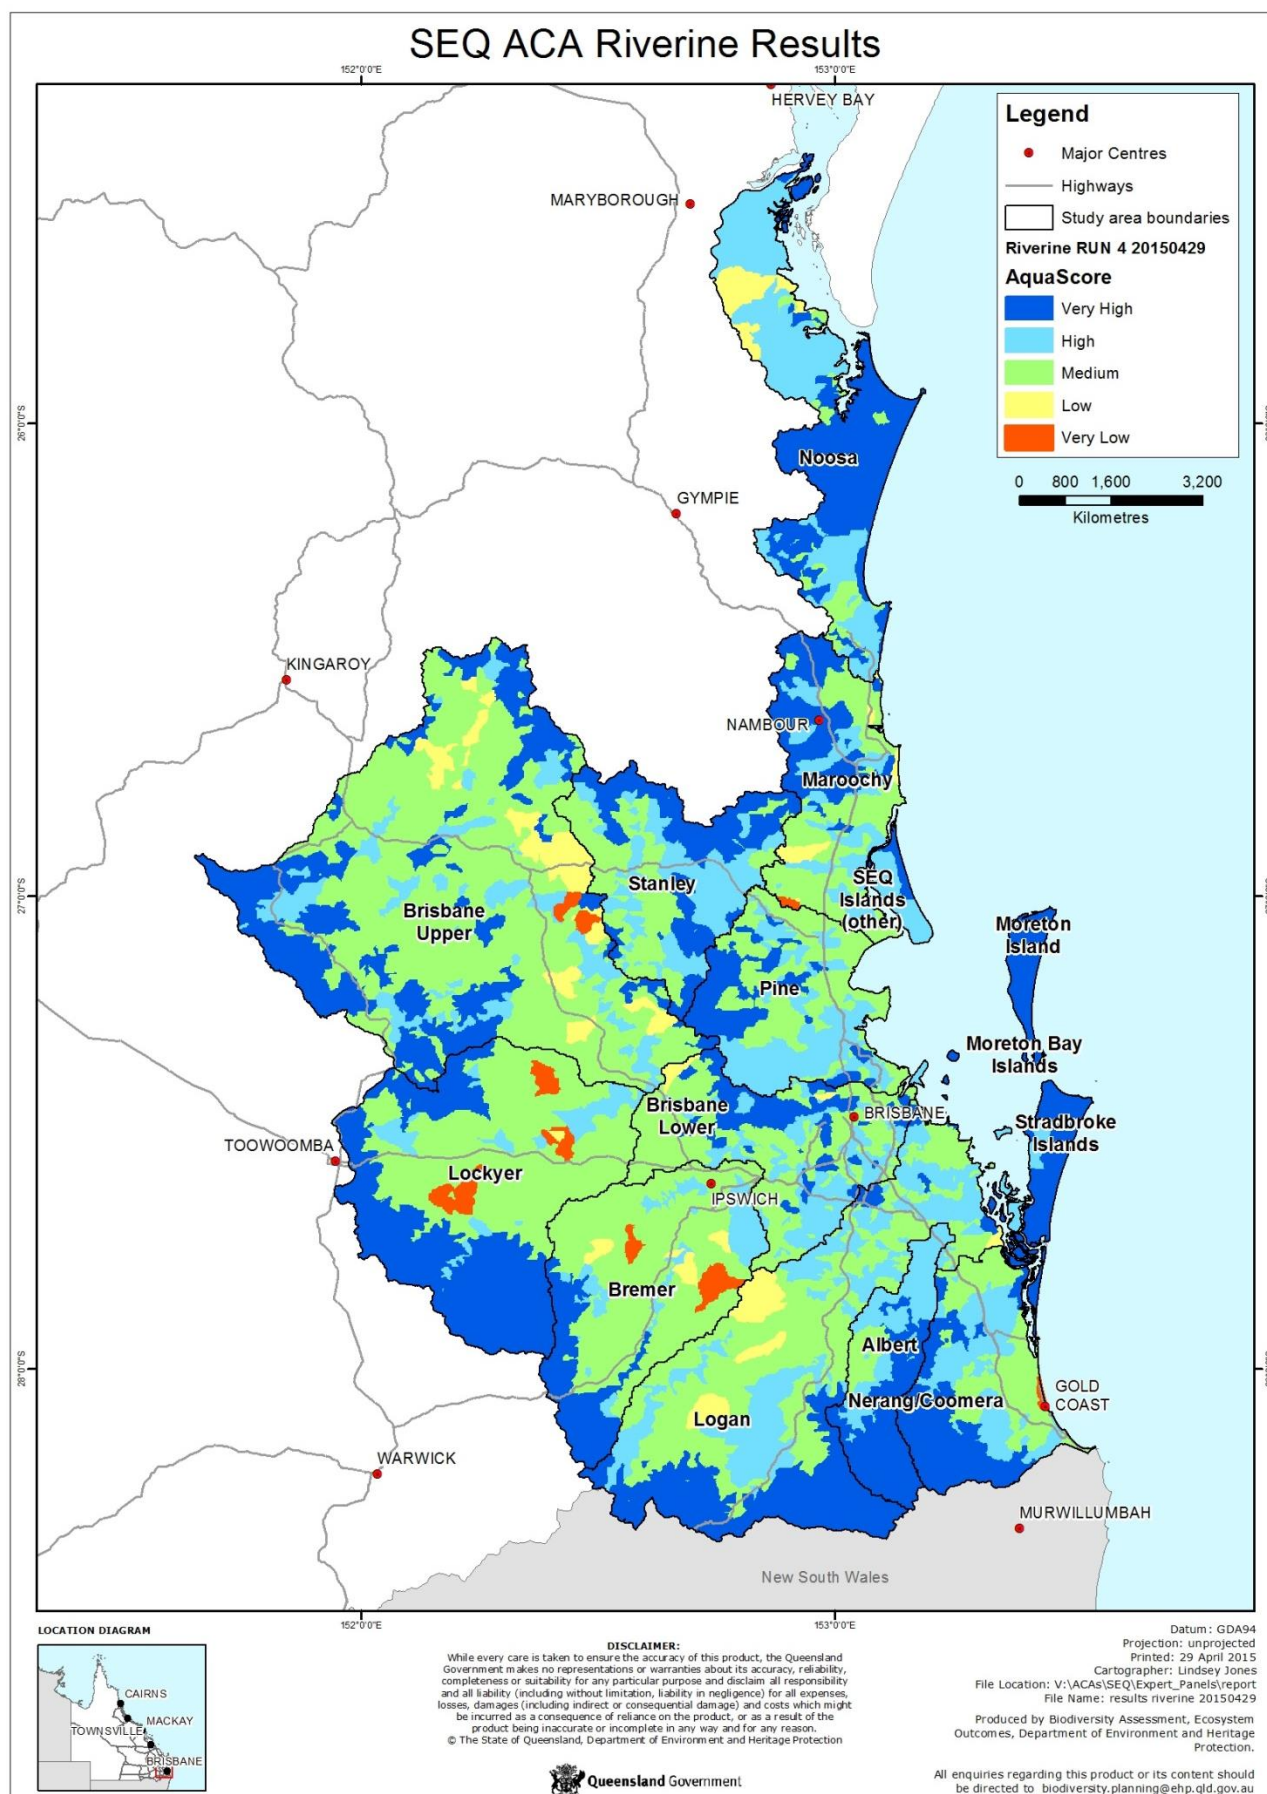 SEQ ACA Riverine Results
152°0'0"E
153°0'0"E
HERVEY BAY
Legend
Major Centres
Highways
Study area boundaries
Riverine RUN 4 20150429
AquaScore
Very High
High
Medium
Low
Very Low
0 800 1,600 3,200
Kilometres
MARYBOROUGH
26°0'0"S
Noosa
GYMPIE
KINGAROY
NAMBOUR
Maroochy
27°0'0"S
Stanley
SEQ
Islands
(other)
Brisbane
Upper
Moreton
Island
Pine
Moreton Bay
Islands
Brisbane
Lower
BRISBANE
Stradbroke
Islands
TOOWOOMBA
Lockyer
IPSWICH
Bremer
Albert
28°0'0"S
Nerang/Coomera
GOLD
COAST
Logan
WARWICK
MURWILLUMBAH
New South Wales
152°0'0"E
153°0'0"E
LOCATION DIAGRAM
CAIRNS
MACKAY
TOWNSVILLE
BRISBANE
DISCLAIMER:
While every care is taken to ensure the accuracy of this product, the Queensland
Government makes no representations or warranties about its accuracy, reliability,
completeness or suitability for any particular purpose and disclaim all responsibility
and all liability (including without limitation, liability in negligence) for all expenses,
losses, damages (including indirect or consequential damage) and costs which might
be incurred as a consequence of reliance on the product, or as a result of the
product being inaccurate or incomplete in any way and for any reason.
© The State of Queensland, Department of Environment and Heritage Protection
Queensland Government
Datum: GDA94
Projection: unprojected
Printed: 29 April 2015
Cartographer: Lindsey Jones
File Location: V:\ACAs\SEQ\Expert_Panels\report
File Name: results riverine 20150429
Produced by Biodiversity Assessment, Ecosystem
Outcomes, Department of Environment and Heritage
Protection.
All enquiries regarding this product or its content should
be directed to biodiversity.planning@ehp.qld.gov.au